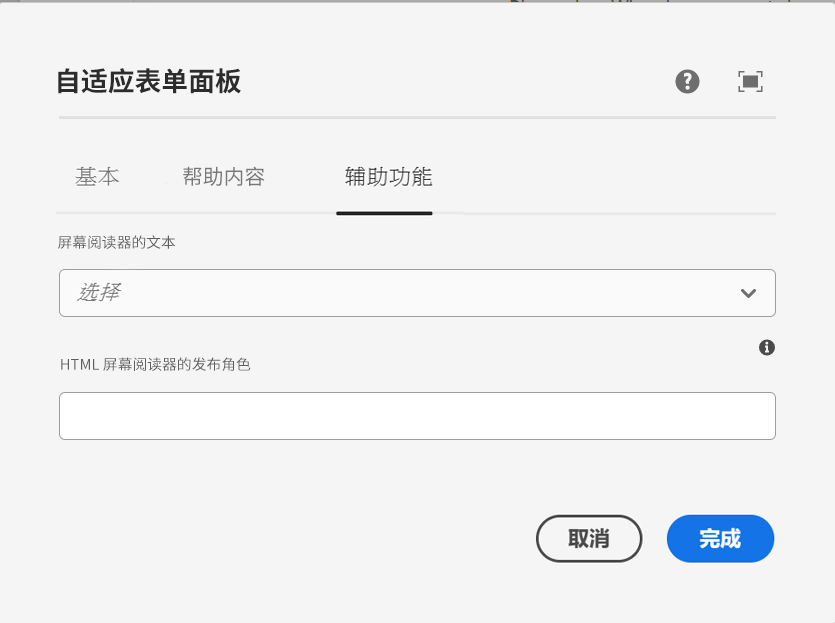 自适应表单面板
基本 帮助内容 辅助功能
屏幕阅读器的文本
选择
HTML 屏幕阅读器的发布角色
取消 完成